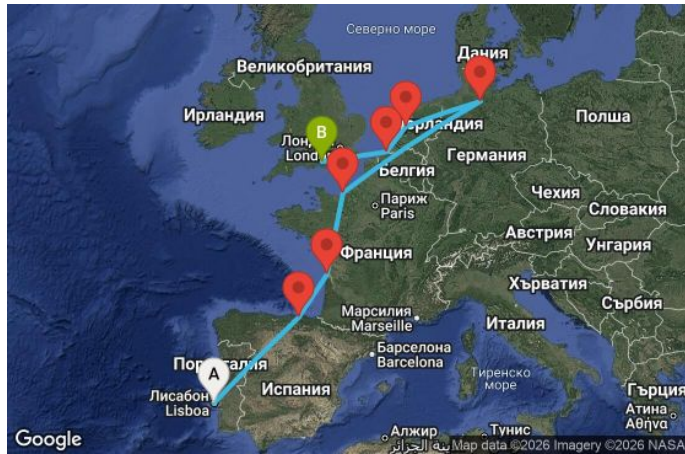 Северно море
Дания
Великобритания
Ирландия
Полша
B
Лон
London
ерландия
Белгия
Германия
Париж
Paris
Чехия
Словакия
Австрия
Унгария
Франция
Хърватия
Сърбия
Марсилия
Marseille
Италия
Барселона
Barcelona
A
Лисабон
Lisboa
Испания
Тиренско
море
Гърция
Атина
Αθήνα
Алжир
Тунис
Google
Map data ©2026 Imagery ©2026 NASA